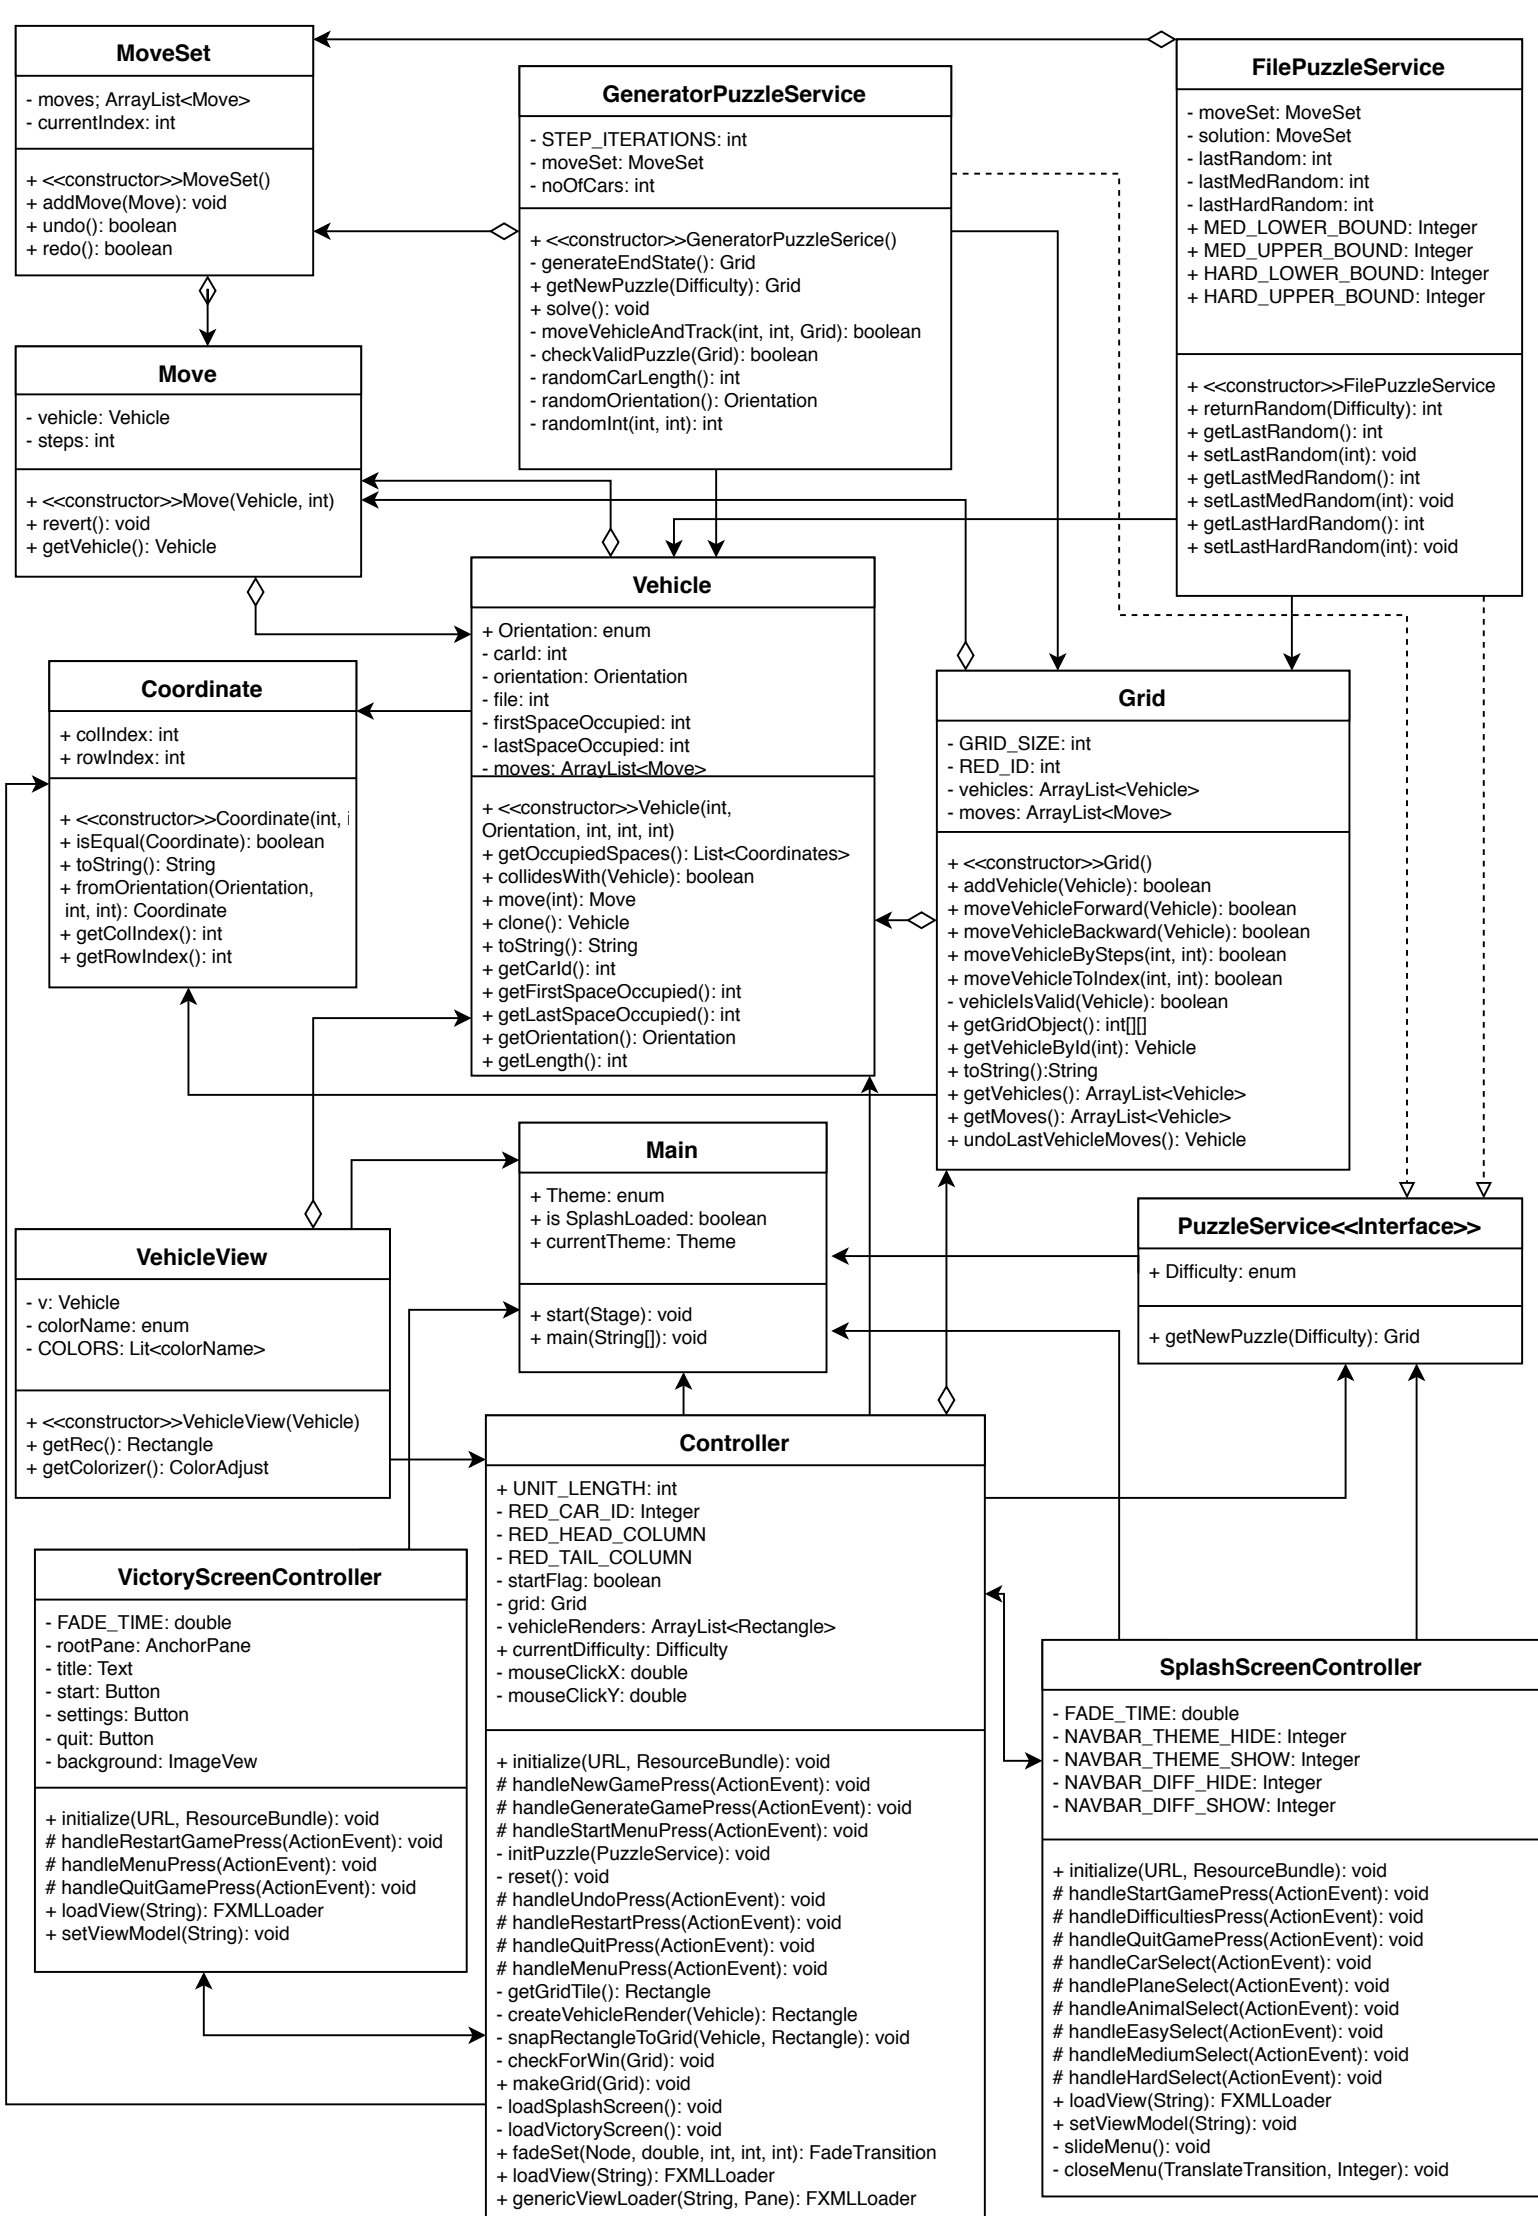 MoveSet
- moves; ArrayList<Move>
- currentIndex: int
+ <<constructor>>MoveSet()
+ addMove(Move): void
+ undo(): boolean
+ redo(): boolean
GeneratorPuzzleService
- STEP_ITERATIONS: int
- moveSet: MoveSet
- noOfCars: int
+ <<constructor>>GeneratorPuzzleSerice()
- generateEndState(): Grid
+ getNewPuzzle(Difficulty): Grid
+ solve(): void
- moveVehicleAndTrack(int, int, Grid): boolean
- checkValidPuzzle(Grid): boolean
- randomCarLength(): int
- randomOrientation(): Orientation
- randomInt(int, int): int
FilePuzzleService
- moveSet: MoveSet
- solution: MoveSet
- lastRandom: int
- lastMedRandom: int
- lastHardRandom: int
+ MED_LOWER_BOUND: Integer
+ MED_UPPER_BOUND: Integer
+ HARD_LOWER_BOUND: Integer
+ HARD_UPPER_BOUND: Integer
+ <<constructor>>FilePuzzleService
+ returnRandom(Difficulty): int
+ getLastRandom(): int
+ setLastRandom(int): void
+ getLastMedRandom(): int
+ setLastMedRandom(int): void
+ getLastHardRandom(): int
+ setLastHardRandom(int): void
Move
- vehicle: Vehicle
- steps: int
+ <<constructor>>Move(Vehicle, int)
+ revert(): void
+ getVehicle(): Vehicle
Vehicle
+ Orientation: enum
- carId: int
- orientation: Orientation
- file: int
- firstSpaceOccupied: int
- lastSpaceOccupied: int
- moves: ArrayList<Move>
+ <<constructor>>Vehicle(int,
Orientation, int, int, int)
+ getOccupiedSpaces(): List<Coordinates>
+ collidesWith(Vehicle): boolean
+ move(int): Move
+ clone(): Vehicle
+ toString(): String
+ getCarId(): int
+ getFirstSpaceOccupied(): int
+ getLastSpaceOccupied(): int
+ getOrientation(): Orientation
+ getLength(): int
Coordinate
+ colIndex: int
+ rowIndex: int
+ <<constructor>>Coordinate(int, i
+ isEqual(Coordinate): boolean
+ toString(): String
+ fromOrientation(Orientation,
int, int): Coordinate
+ getColIndex(): int
+ getRowIndex(): int
Grid
- GRID_SIZE: int
- RED_ID: int
- vehicles: ArrayList<Vehicle>
- moves: ArrayList<Move>
+ <<constructor>>Grid()
+ addVehicle(Vehicle): boolean
+ moveVehicleForward(Vehicle): boolean
+ moveVehicleBackward(Vehicle): boolean
+ moveVehicleBySteps(int, int): boolean
+ moveVehicleToIndex(int, int): boolean
- vehicleIsValid(Vehicle): boolean
+ getGridObject(): int[][]
+ getVehicleById(int): Vehicle
+ toString():String
+ getVehicles(): ArrayList<Vehicle>
+ getMoves(): ArrayList<Vehicle>
+ undoLastVehicleMoves(): Vehicle
Main
+ Theme: enum
+ is SplashLoaded: boolean
+ currentTheme: Theme
+ start(Stage): void
+ main(String[]): void
PuzzleService<<Interface>>
+ Difficulty: enum
+ getNewPuzzle(Difficulty): Grid
VehicleView
- v: Vehicle
- colorName: enum
- COLORS: Lit<colorName>
+ <<constructor>>VehicleView(Vehicle)
+ getRec(): Rectangle
+ getColorizer(): ColorAdjust
Controller
+ UNIT_LENGTH: int
- RED_CAR_ID: Integer
- RED_HEAD_COLUMN
- RED_TAIL_COLUMN
- startFlag: boolean
- grid: Grid
- vehicleRenders: ArrayList<Rectangle>
+ currentDifficulty: Difficulty
- mouseClickX: double
- mouseClickY: double
+ initialize(URL, ResourceBundle): void
# handleNewGamePress(ActionEvent): void
# handleGenerateGamePress(ActionEvent): void
# handleStartMenuPress(ActionEvent): void
- initPuzzle(PuzzleService): void
- reset(): void
# handleUndoPress(ActionEvent): void
# handleRestartPress(ActionEvent): void
# handleQuitPress(ActionEvent): void
# handleMenuPress(ActionEvent): void
- getGridTile(): Rectangle
- createVehicleRender(Vehicle): Rectangle
- snapRectangleToGrid(Vehicle, Rectangle): void
- checkForWin(Grid): void
+ makeGrid(Grid): void
- loadSplashScreen(): void
- loadVictoryScreen(): void
+ fadeSet(Node, double, int, int, int): FadeTransition
+ loadView(String): FXMLLoader
+ genericViewLoader(String, Pane): FXMLLoader
VictoryScreenController
- FADE_TIME: double
- rootPane: AnchorPane
- title: Text
- start: Button
- settings: Button
- quit: Button
- background: ImageVew
+ initialize(URL, ResourceBundle): void
# handleRestartGamePress(ActionEvent): void
# handleMenuPress(ActionEvent): void
# handleQuitGamePress(ActionEvent): void
+ loadView(String): FXMLLoader
+ setViewModel(String): void
SplashScreenController
- FADE_TIME: double
- NAVBAR_THEME_HIDE: Integer
- NAVBAR_THEME_SHOW: Integer
- NAVBAR_DIFF_HIDE: Integer
- NAVBAR_DIFF_SHOW: Integer
+ initialize(URL, ResourceBundle): void
# handleStartGamePress(ActionEvent): void
# handleDifficultiesPress(ActionEvent): void
# handleQuitGamePress(ActionEvent): void
# handleCarSelect(ActionEvent): void
# handlePlaneSelect(ActionEvent): void
# handleAnimalSelect(ActionEvent): void
# handleEasySelect(ActionEvent): void
# handleMediumSelect(ActionEvent): void
# handleHardSelect(ActionEvent): void
+ loadView(String): FXMLLoader
+ setViewModel(String): void
- slideMenu(): void
- closeMenu(TranslateTransition, Integer): void